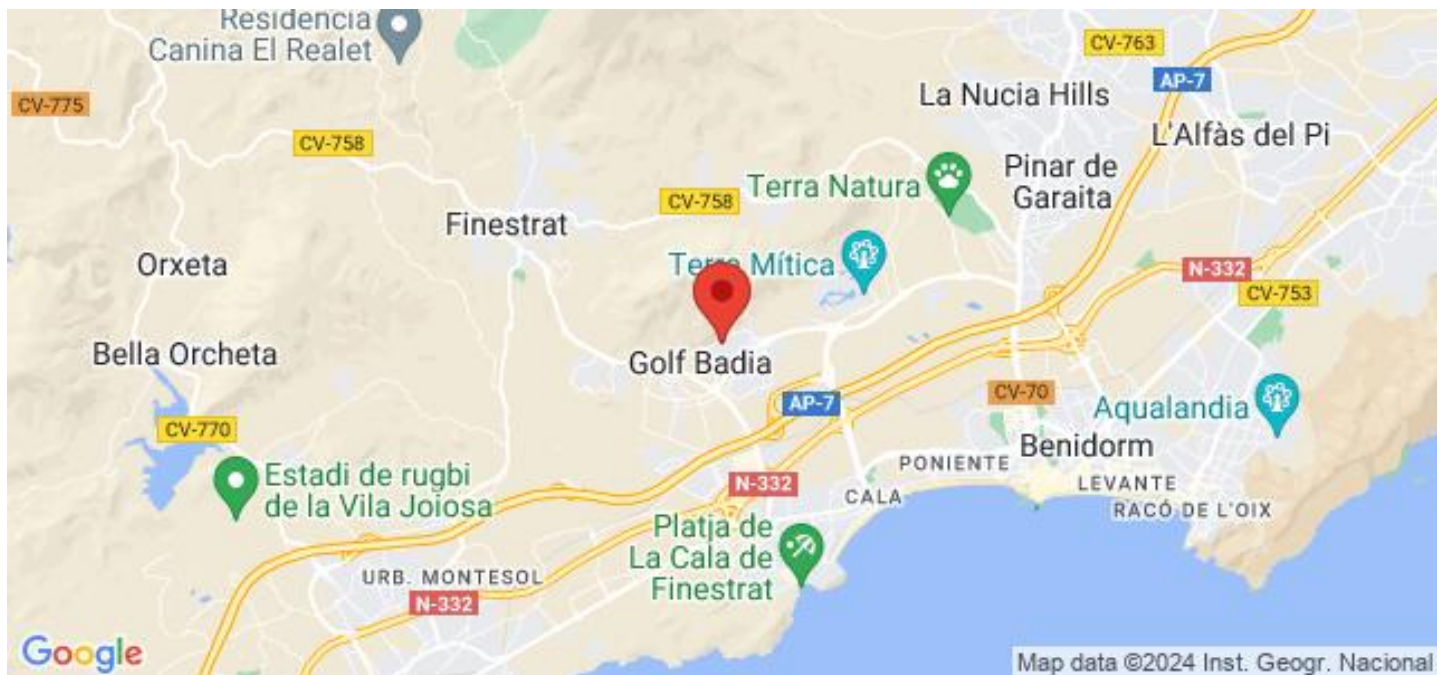 Residencia
Canina El Realet
CV-763
AP-7
La Nucia Hills
CV-775
L'Alfàs del Pi
CV-758
Pinar de
Garaita
Terra Natura
CV-758
Finestrat
Orxeta
Terra Mítica
N-332
CV-753
Bella Orcheta
Golf Badia
AP-7
CV-70
Aqualandia
CV-770
Benidorm
PONIENTE
Estadi de rugbi
de la Vila Joiosa
N-332
LEVANTE
CALA
RACÓ DE L'OIX
Platja de
La Cala de
Finestrat
URB. MONTESOL
N-332
Google
Map data ©2024 Inst. Geogr. Nacional